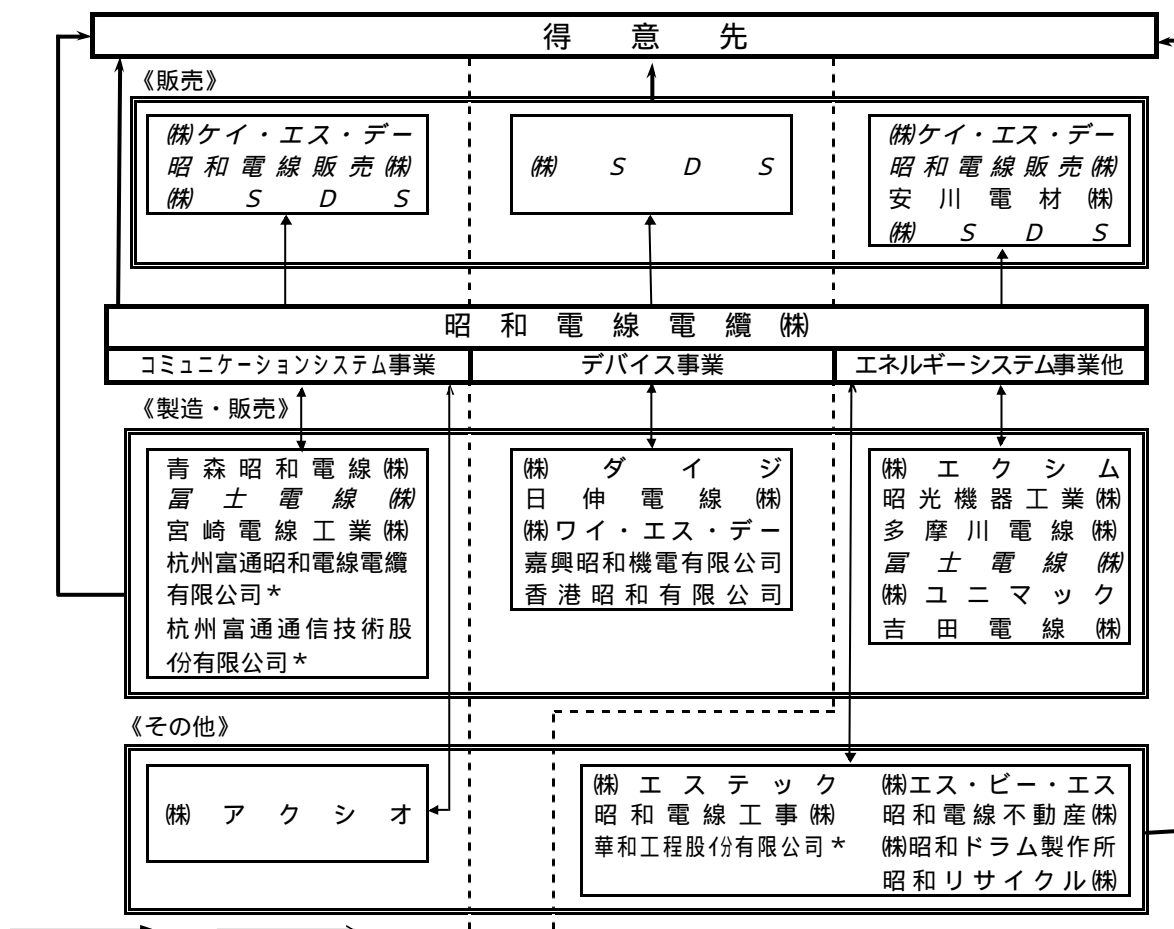 得意先
《販売》
㈱ケイ・エス・デー
昭和電線販売㈱
㈱SDS
㈱SDS
㈱ケイ・エス・デー
昭和電線販売㈱
安川電材㈱
㈱SDS
昭和電線電纜㈱
コミュニケーションシステム事業
デバイス事業
エネルギーシステム事業他
《製造・販売》
青森昭和電線㈱
冨士電線㈱
宮崎電線工業㈱
杭州富通昭和電線電纜
有限公司*
杭州富通通信技術股
份有限公司*
㈱ダイジ
日伸電線㈱
㈱ワイ・エス・デー
嘉興昭和機電有限公司
香港昭和有限公司
㈱エクシム
昭光機器工業㈱
多摩川電線㈱
冨士電線㈱
㈱ユニマック
吉田電線㈱
《その他》
㈱アクシオ
㈱エステック
昭和電線工事㈱
華和工程股份有限公司*
㈱エス・ビー・エス
昭和電線不動産㈱
㈱昭和ドラム製作所
昭和リサイクル㈱